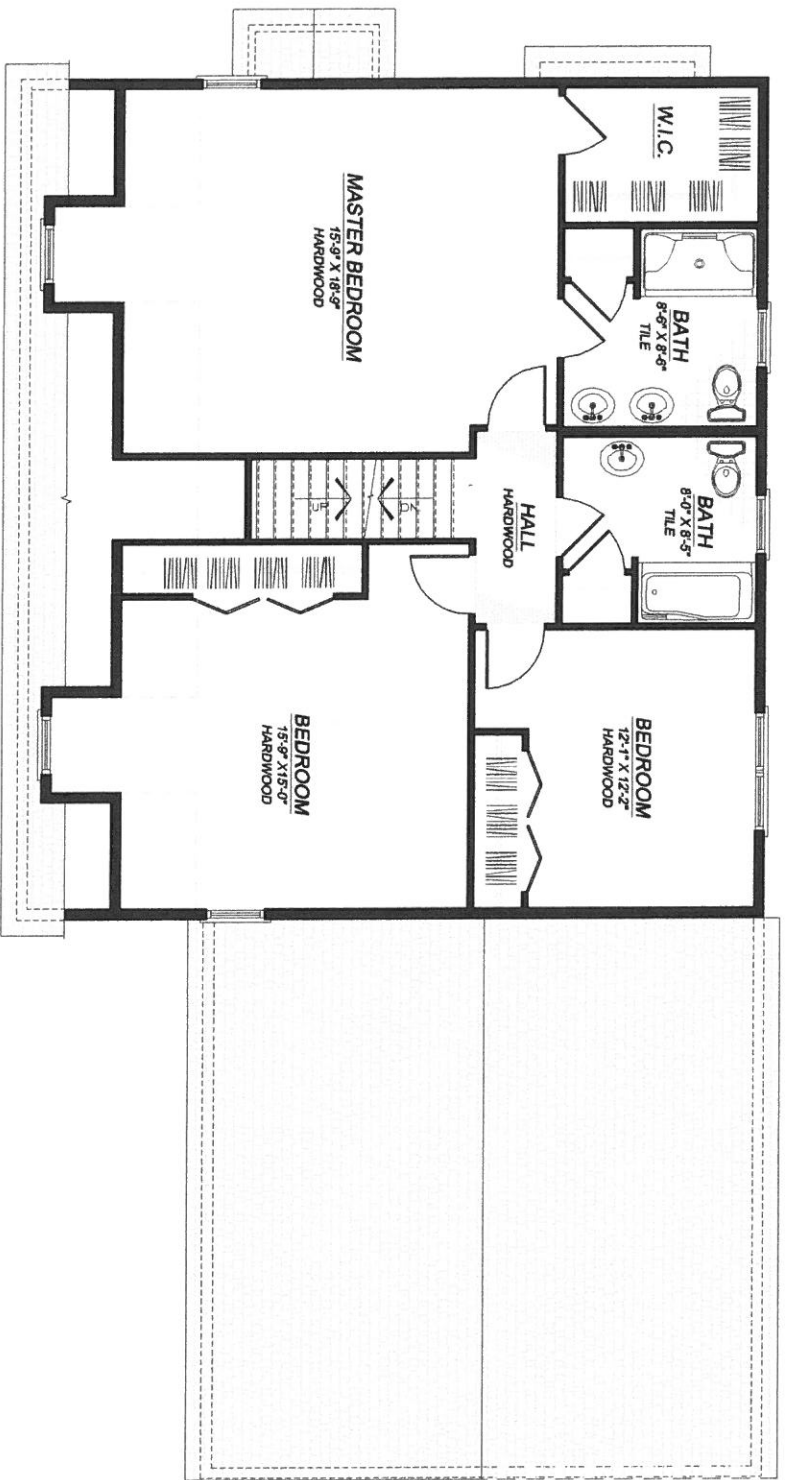 W.I.C.
BATH
8'-6" X 8'-6"
TILE
BATH
8'-0" X 8'-5"
TILE
BEDROOM
12'-1" X 12'-2"
HARDWOOD
HALL
HARDWOOD
MASTER BEDROOM
15'-9" X 18'-9"
HARDWOOD
UP
DN
BEDROOM
15'-9" X15'-0"
HARDWOOD